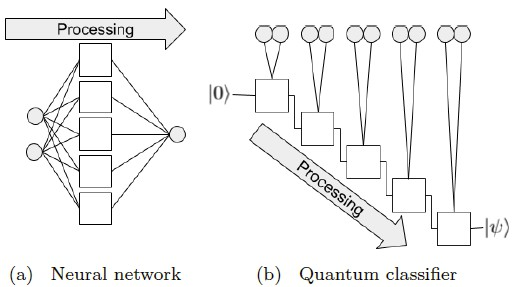 Processing
|0⟩
Processing
|ψ⟩
(a) Neural network
(b) Quantum classifier